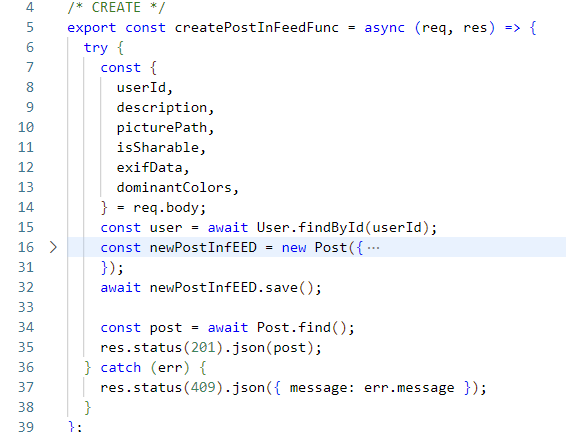 4 /* CREATE */
5 export const createPostInFeedFunc = async (req, res) => {
6 try {
7 const {
8 userId,
9 description,
10 picturePath,
11 isSharable,
12 exifData,
13 dominantColors,
14 } = req.body;
15 const user = await User.findById(userId);
16 > const newPostInfEED = new Post({ ⋯
31 });
32 await newPostInfEED.save();
33
34 const post = await Post.find();
35 res.status(201).json(post);
36 } catch (err) {
37 res.status(409).json({ message: err.message });
38 }
39 };